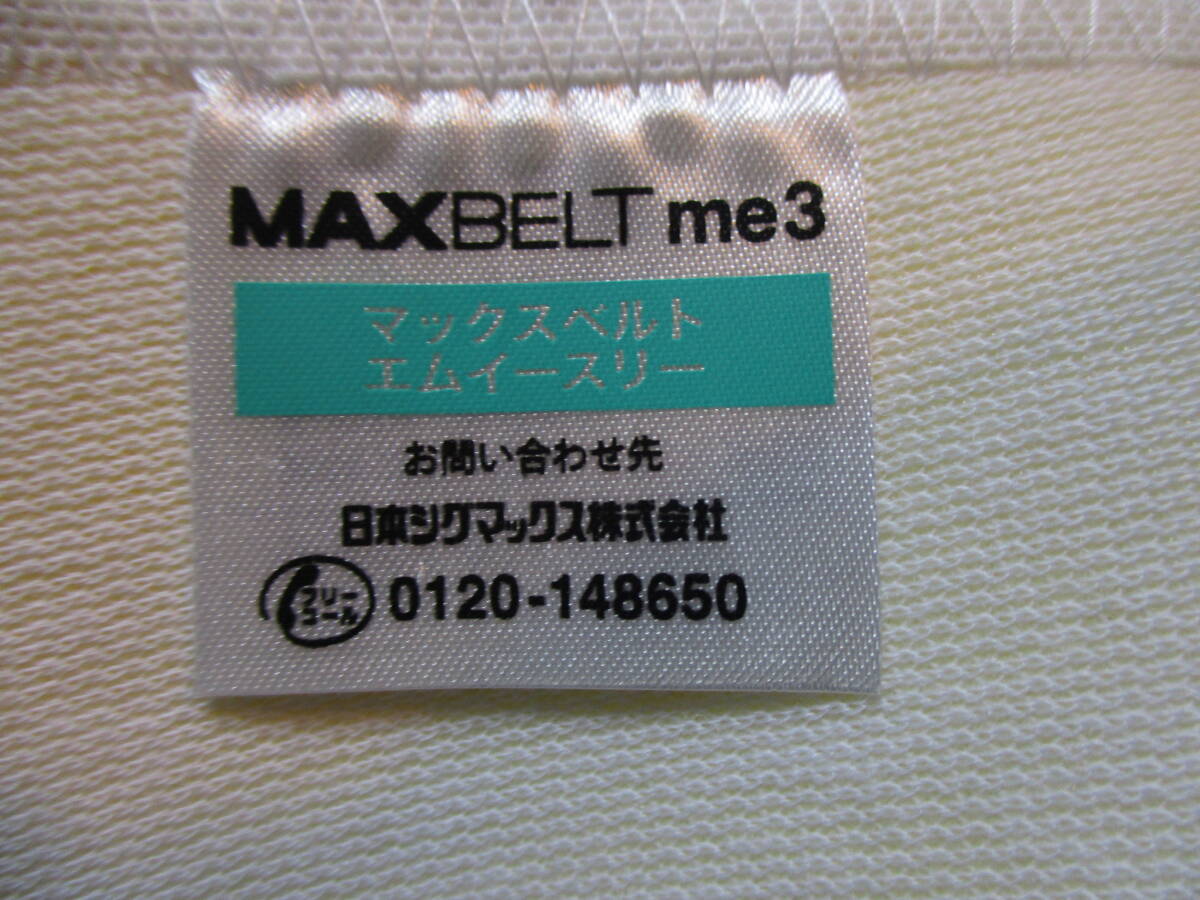 MAXBELT me3
マックスベルト
エムイースリー
お問い合わせ先
日本シグマックス株式会社
フリー
コール
0120-148650